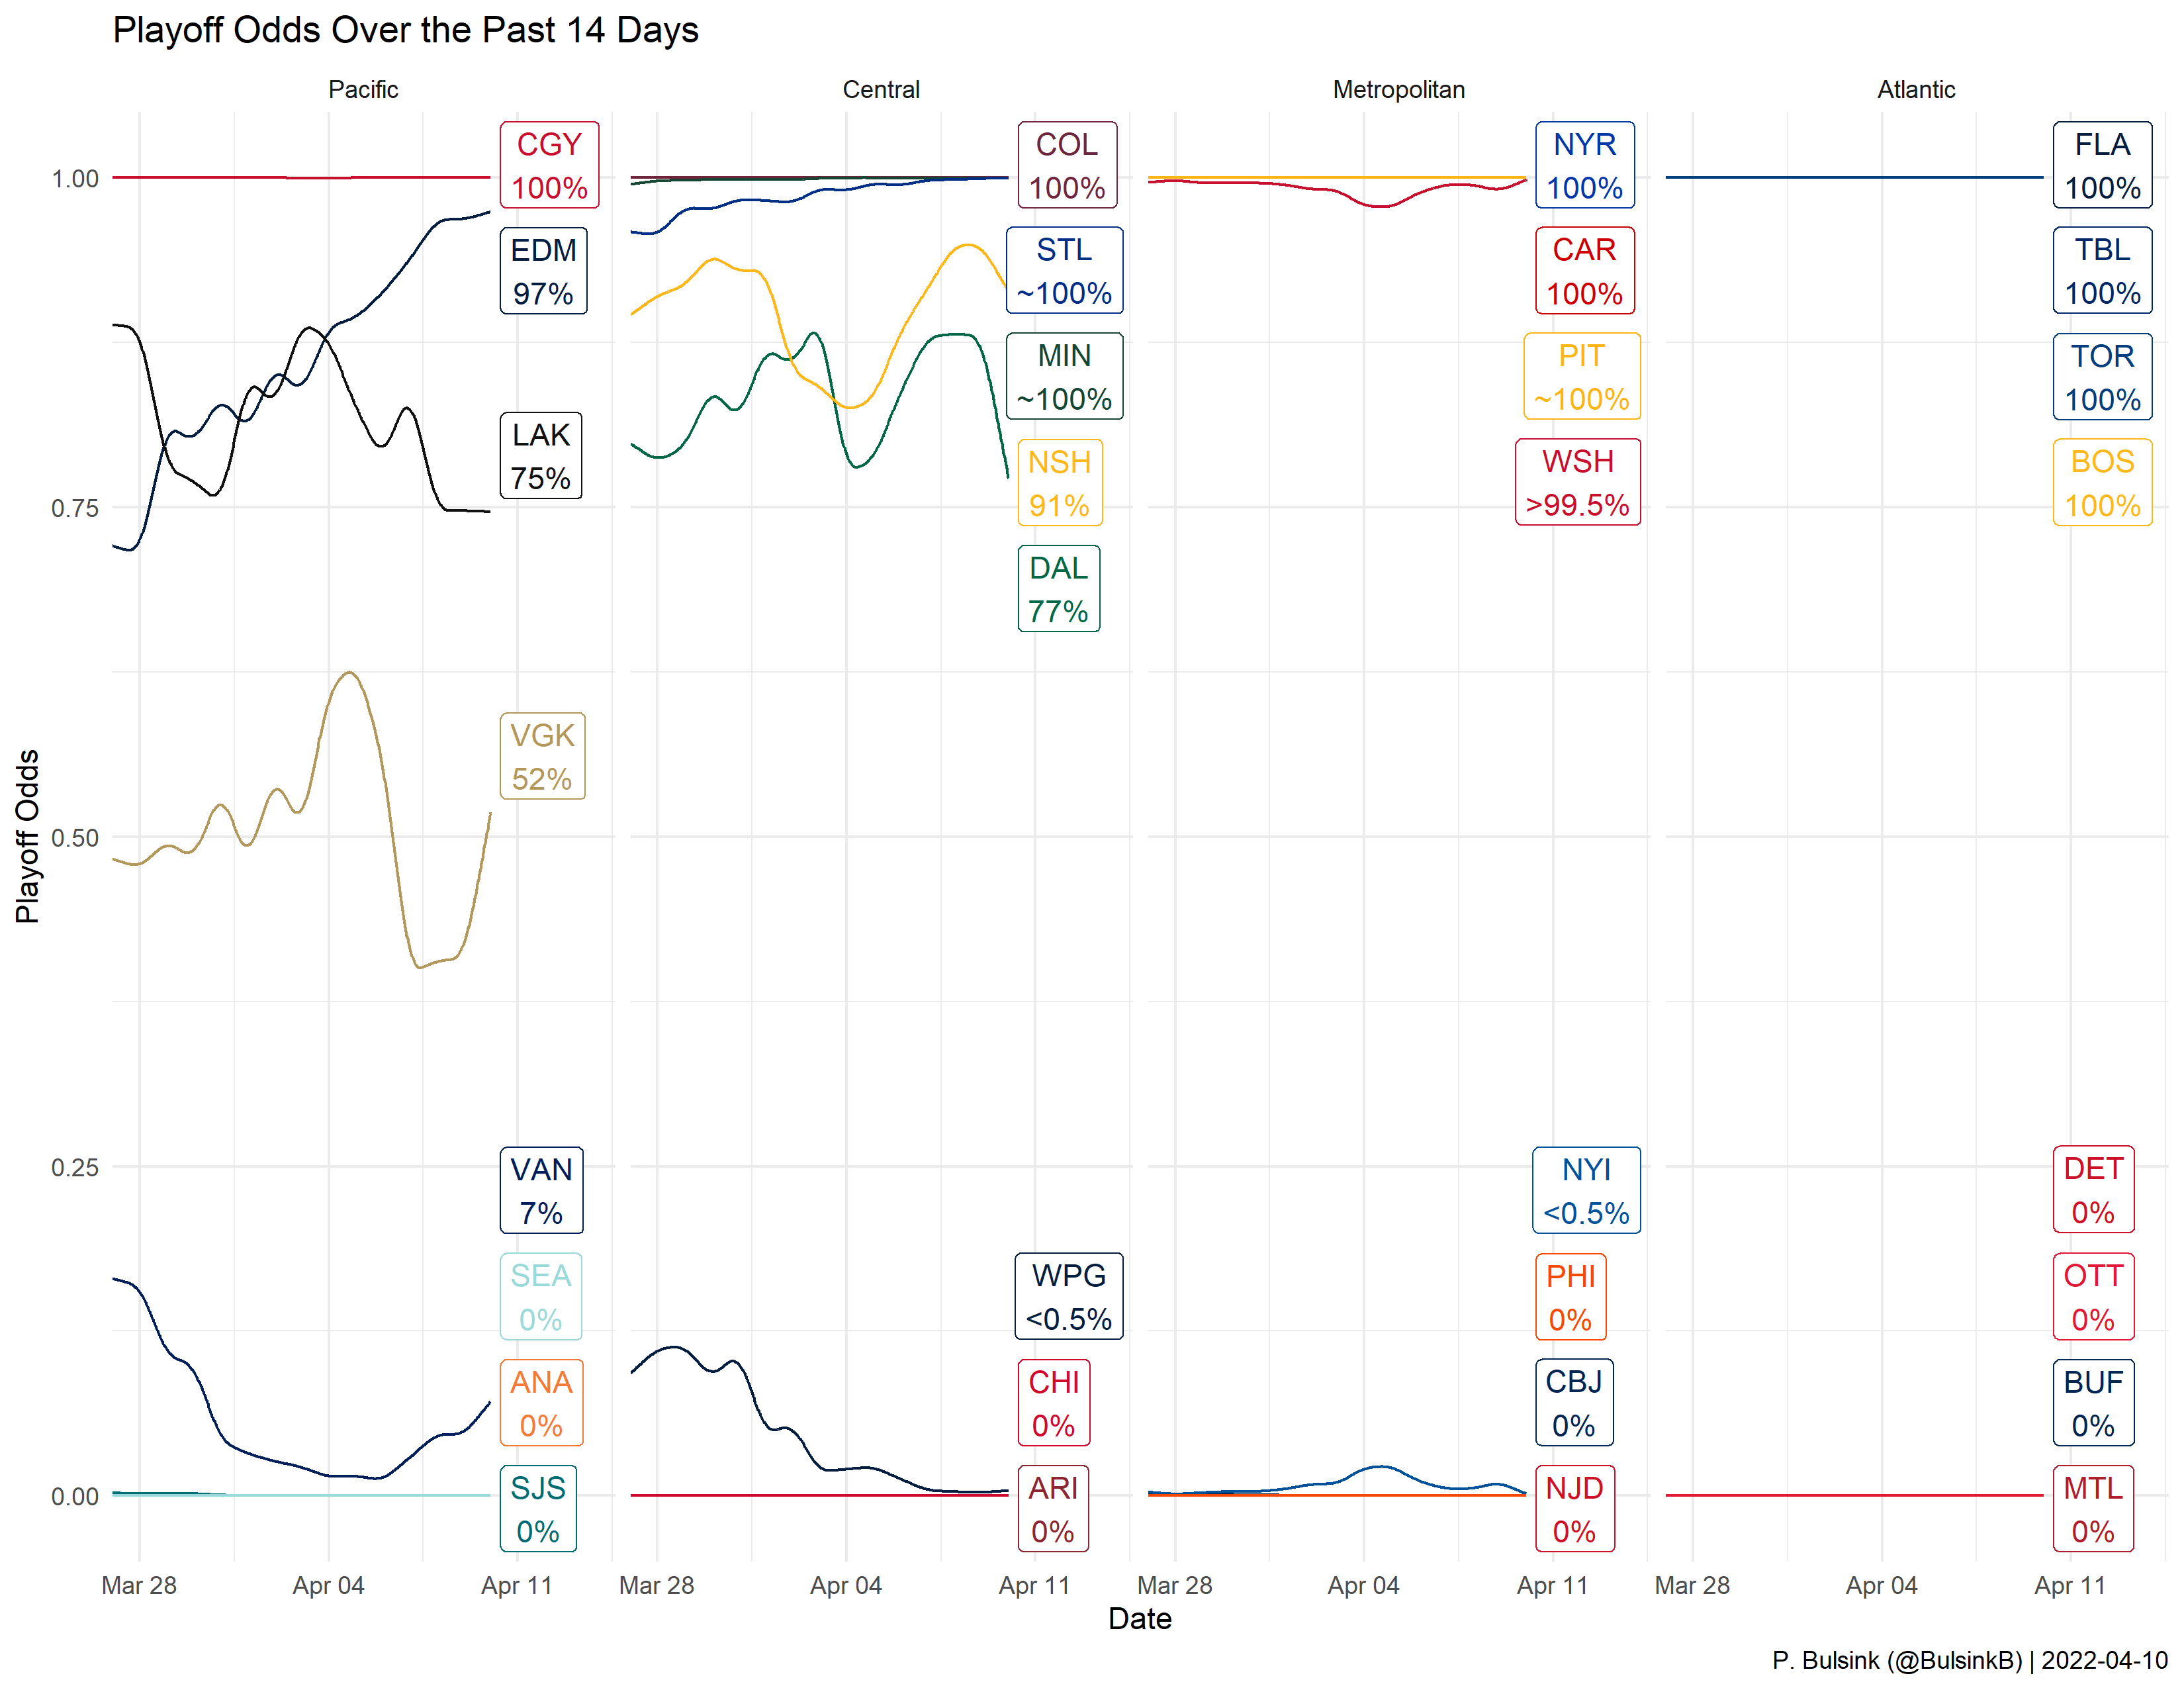 Playoff Odds Over the Past 14 Days
Pacific
Central
Metropolitan
Atlantic
Playoff Odds
1.00
0.75
0.50
0.25
0.00
CGY
100%
EDM
97%
LAK
75%
VGK
52%
VAN
7%
SEA
0%
ANA
0%
SJS
0%
COL
100%
STL
~100%
MIN
~100%
NSH
91%
DAL
77%
WPG
<0.5%
CHI
0%
ARI
0%
NYR
100%
CAR
100%
PIT
~100%
WSH
>99.5%
NYI
<0.5%
PHI
0%
CBJ
0%
NJD
0%
FLA
100%
TBL
100%
TOR
100%
BOS
100%
DET
0%
OTT
0%
BUF
0%
MTL
0%
Mar 28 Apr 04 Apr 11
Mar 28 Apr 04 Apr 11
Mar 28 Apr 04 Apr 11
Mar 28 Apr 04 Apr 11
Date
P. Bulsink (@BulsinkB) | 2022-04-10